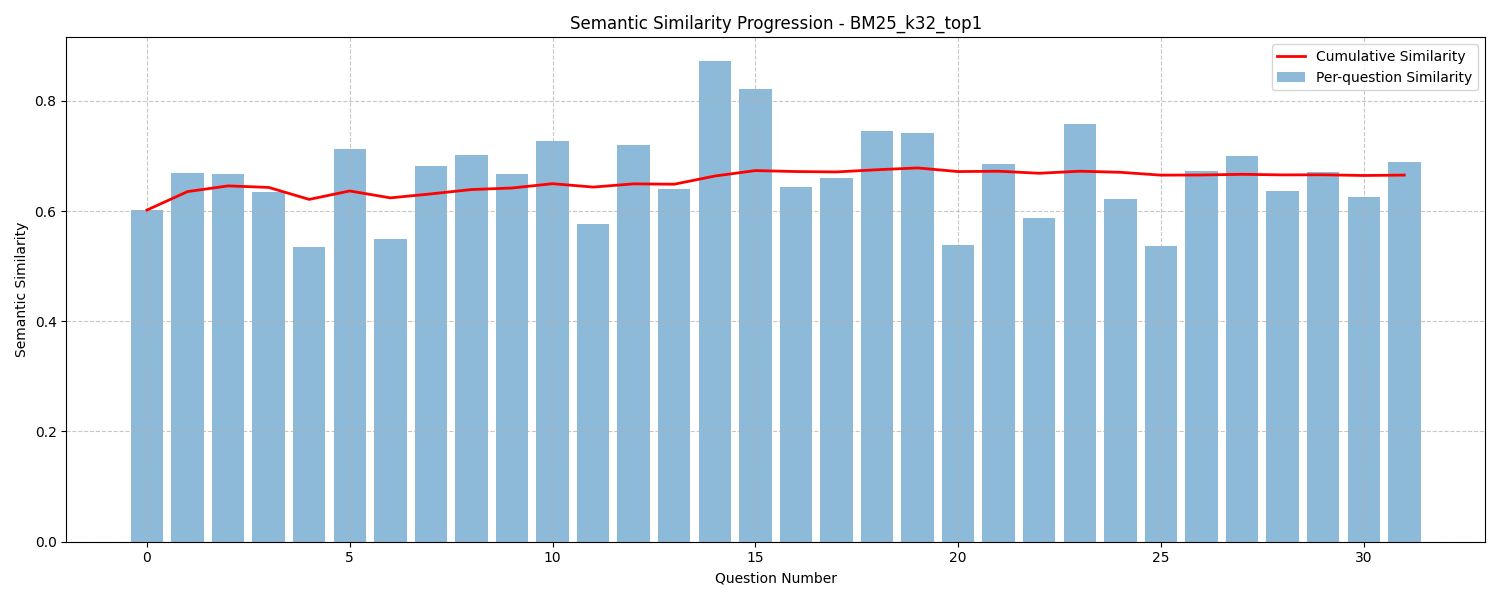 Semantic Similarity Progression - BM25_k32_top1
Cumulative Similarity
Per-question Similarity
Semantic Similarity
0.8
0.6
0.4
0.2
0.0
0 5 10 15 20 25 30
Question Number